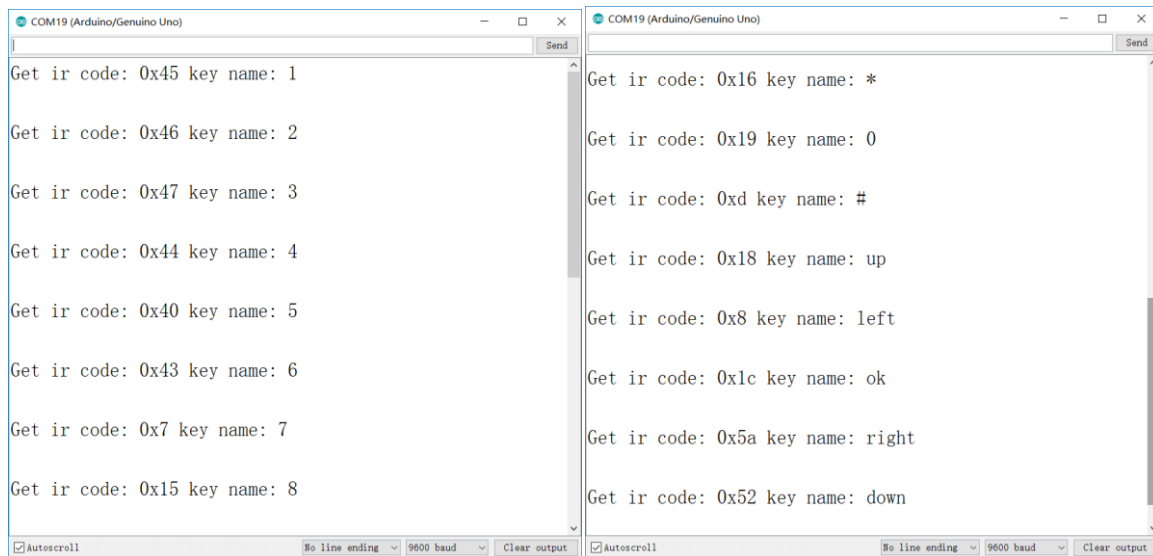 COM19 (Arduino/Genuino Uno)
Send
Get ir code: 0x45 key name: 1
Get ir code: 0x46 key name: 2
Get ir code: 0x47 key name: 3
Get ir code: 0x44 key name: 4
Get ir code: 0x40 key name: 5
Get ir code: 0x43 key name: 6
Get ir code: 0x7 key name: 7
Get ir code: 0x15 key name: 8
Autoscroll
No line ending
9600 baud
Clear output
COM19 (Arduino/Genuino Uno)
Send
Get ir code: 0x16 key name: *
Get ir code: 0x19 key name: 0
Get ir code: 0xd key name: #
Get ir code: 0x18 key name: up
Get ir code: 0x8 key name: left
Get ir code: 0x1c key name: ok
Get ir code: 0x5a key name: right
Get ir code: 0x52 key name: down
Autoscroll
No line ending
9600 baud
Clear output